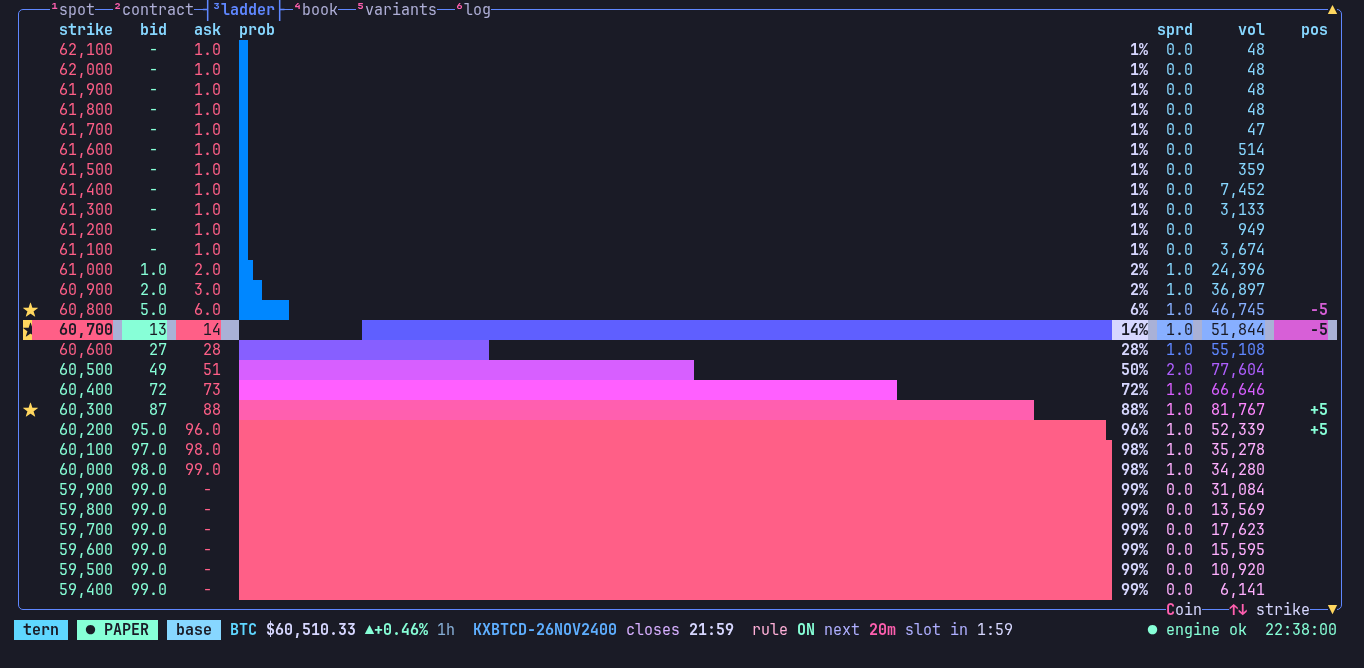 ¹spot ²contract ³ladder ⁴book ⁵variants ⁶log ▲
strike bid ask prob sprd vol pos
62,100 - 1.0 1% 0.0 48
62,000 - 1.0 1% 0.0 48
61,900 - 1.0 1% 0.0 48
61,800 - 1.0 1% 0.0 48
61,700 - 1.0 1% 0.0 47
61,600 - 1.0 1% 0.0 514
61,500 - 1.0 1% 0.0 359
61,400 - 1.0 1% 0.0 7,452
61,300 - 1.0 1% 0.0 3,133
61,200 - 1.0 1% 0.0 949
61,100 - 1.0 1% 0.0 3,674
61,000 1.0 2.0 2% 1.0 24,396
60,900 2.0 3.0 2% 1.0 36,897
★ 60,800 5.0 6.0 6% 1.0 46,745 -5
★ 60,700 13 14 14% 1.0 51,844 -5
60,600 27 28 28% 1.0 55,108
60,500 49 51 50% 2.0 77,604
60,400 72 73 72% 1.0 66,646
★ 60,300 87 88 88% 1.0 81,767 +5
60,200 95.0 96.0 96% 1.0 52,339 +5
60,100 97.0 98.0 98% 1.0 35,278
60,000 98.0 99.0 98% 1.0 34,280
59,900 99.0 - 99% 0.0 31,084
59,800 99.0 - 99% 0.0 13,569
59,700 99.0 - 99% 0.0 17,623
59,600 99.0 - 99% 0.0 15,595
59,500 99.0 - 99% 0.0 10,920
59,400 99.0 - 99% 0.0 6,141
Coin ↑↓ strike ▼
tern ● PAPER base BTC $60,510.33 ▲+0.46% 1h KXBTCD-26NOV2400 closes 21:59 rule ON next 20m slot in 1:59 ● engine ok 22:38:00